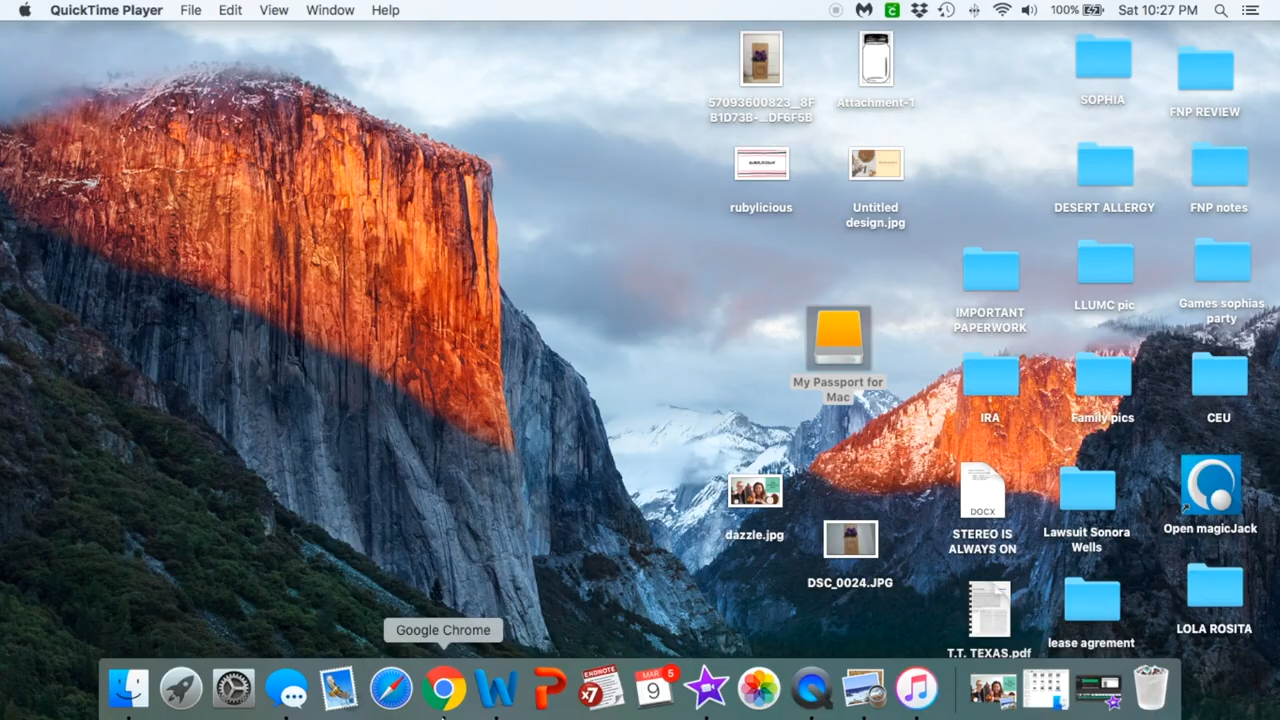 QuickTime Player File Edit View Window Help 100% Sat 10:27 PM
57093600823__8F
B1D73B-...DF6F5B
Attachment-1
SOPHIA
FNP REVIEW
rubylicious
Untitled
design.jpg
DESERT ALLERGY
FNP notes
IMPORTANT
PAPERWORK
LLUMC pic
Games sophias
party
My Passport for
Mac
IRA
Family pics
CEU
dazzle.jpg
DOCX
STEREO IS
ALWAYS ON
Lawsuit Sonora
Wells
Open magicJack
DSC_0024.JPG
T.T. TEXAS.pdf
lease agrement
LOLA ROSITA
Google Chrome
ENDNOTE
X7
MAR
9
5